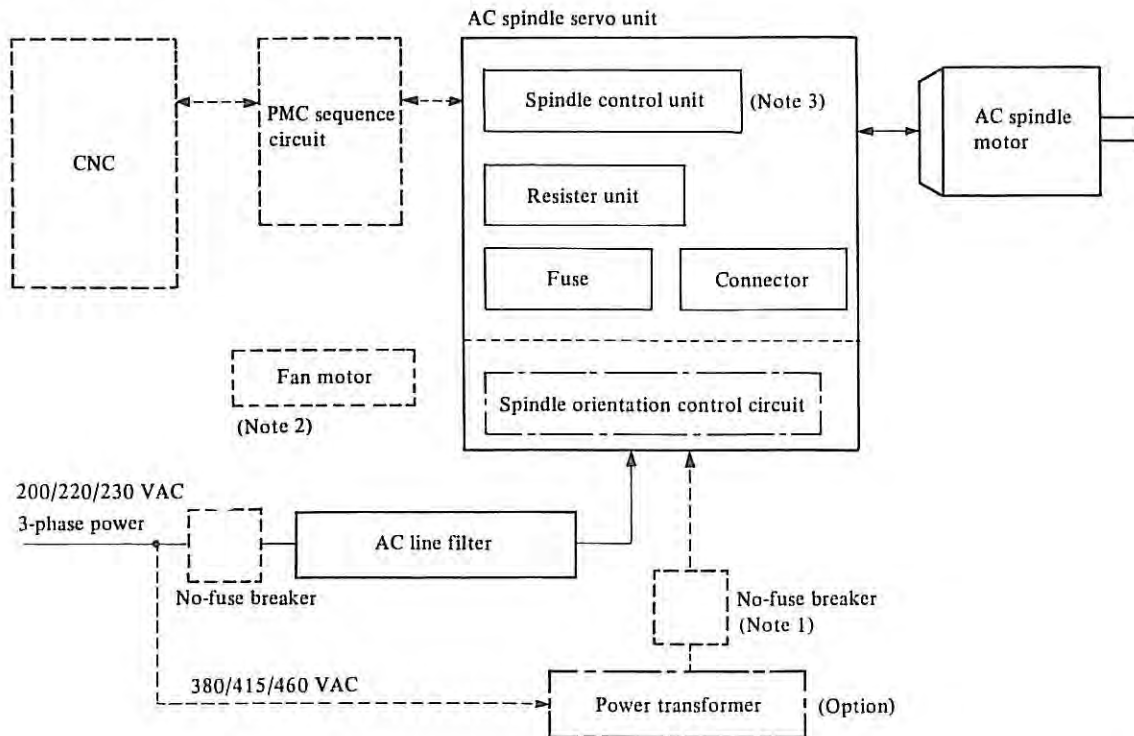 AC spindle servo unit
CNC
PMC sequence
circuit
Spindle control unit
(Note 3)
AC spindle
motor
Resister unit
Fuse
Connector
Fan motor
(Note 2)
Spindle orientation control circuit
200/220/230 VAC
3-phase power
AC line filter
No-fuse breaker
No-fuse breaker
(Note 1)
380/415/460 VAC
Power transformer
(Option)